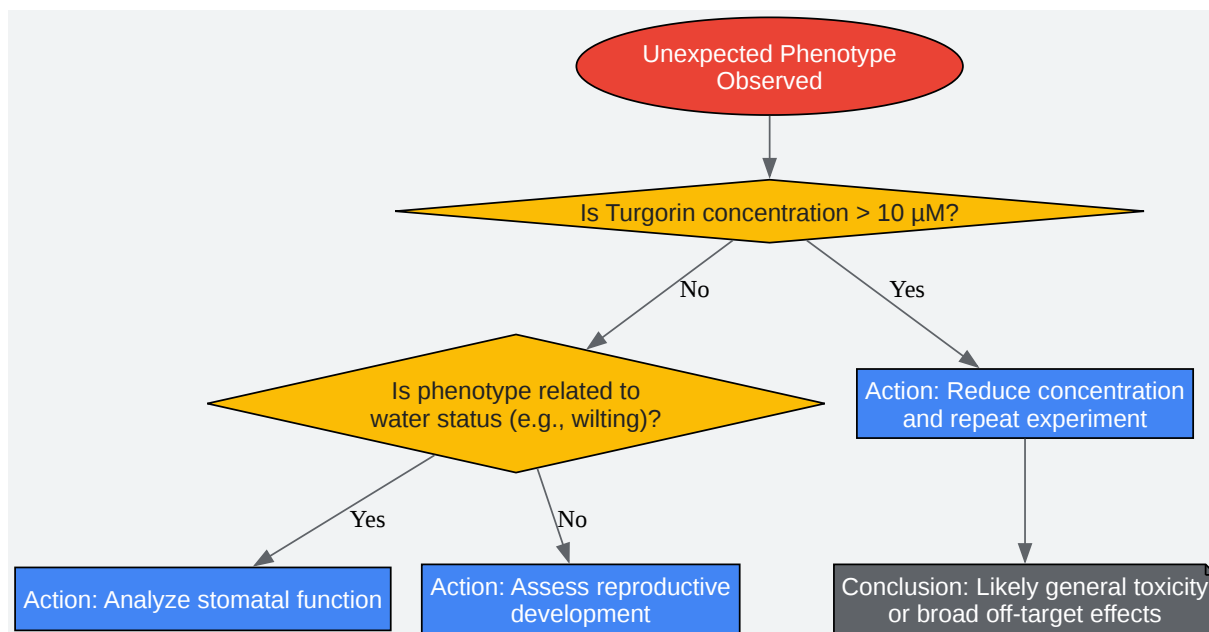 Unexpected Phenotype
Observed
Is Turgorin concentration > 10 µM?
No
Yes
Is phenotype related to
water status (e.g., wilting)?
Action: Reduce concentration
and repeat experiment
Yes
No
Action: Analyze stomatal function
Action: Assess reproductive
development
Conclusion: Likely general toxicity
or broad off-target effects